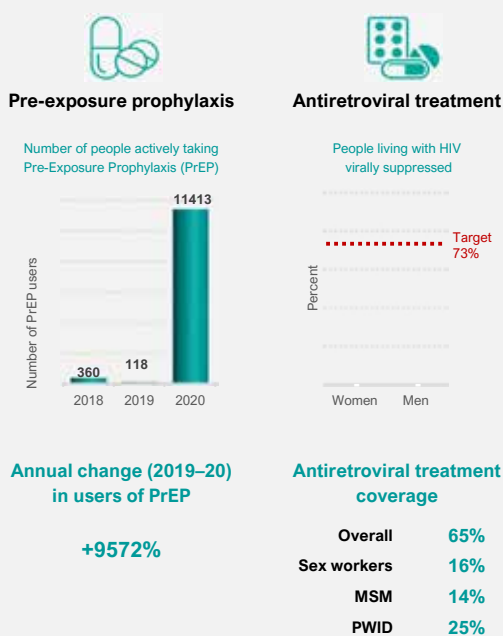 Pre-exposure prophylaxis
Number of people actively taking
Pre-Exposure Prophylaxis (PrEP)
Number of PrEP users
11413
360
118
2018
2019
2020
Annual change (2019–20)
in users of PrEP
+9572%
Antiretroviral treatment
People living with HIV
virally suppressed
Percent
Target
73%
Women
Men
Antiretroviral treatment
coverage
Overall 65%
Sex workers 16%
MSM 14%
PWID 25%